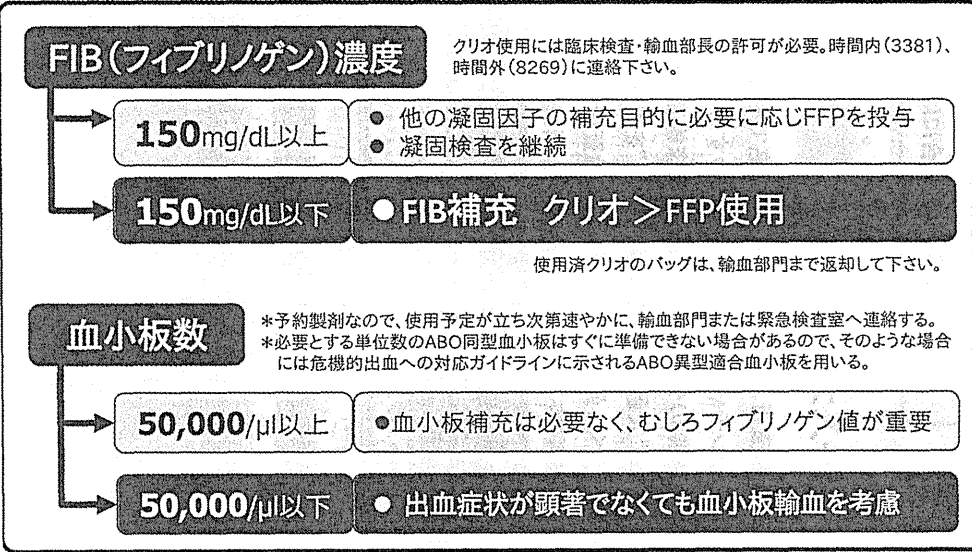 FIB(フィブリノゲン)濃度
クリオ使用には臨床検査・輸血部長の許可が必要。時間内(3381)、
時間外(8269)に連絡下さい。
150mg/dL以上
● 他の凝固因子の補充目的に必要に応じFFPを投与
● 凝固検査を継続
150mg/dL以下
● FIB補充 クリオ>FFP使用
使用済クリオのバッグは、輸血部門まで返却して下さい。
血小板数
*予約製剤なので、使用予定が立ち次第速やかに、輸血部門または緊急検査室へ連絡する。
*必要とする単位数のABO同型血小板はすぐに準備できない場合があるので、そのような場合
には危機的出血への対応ガイドラインに示されるABO異型適合血小板を用いる。
50,000/μl以上
●血小板補充は必要なく、むしろフィブリノゲン値が重要
50,000/μl以下
● 出血症状が顕著でなくても血小板輸血を考慮